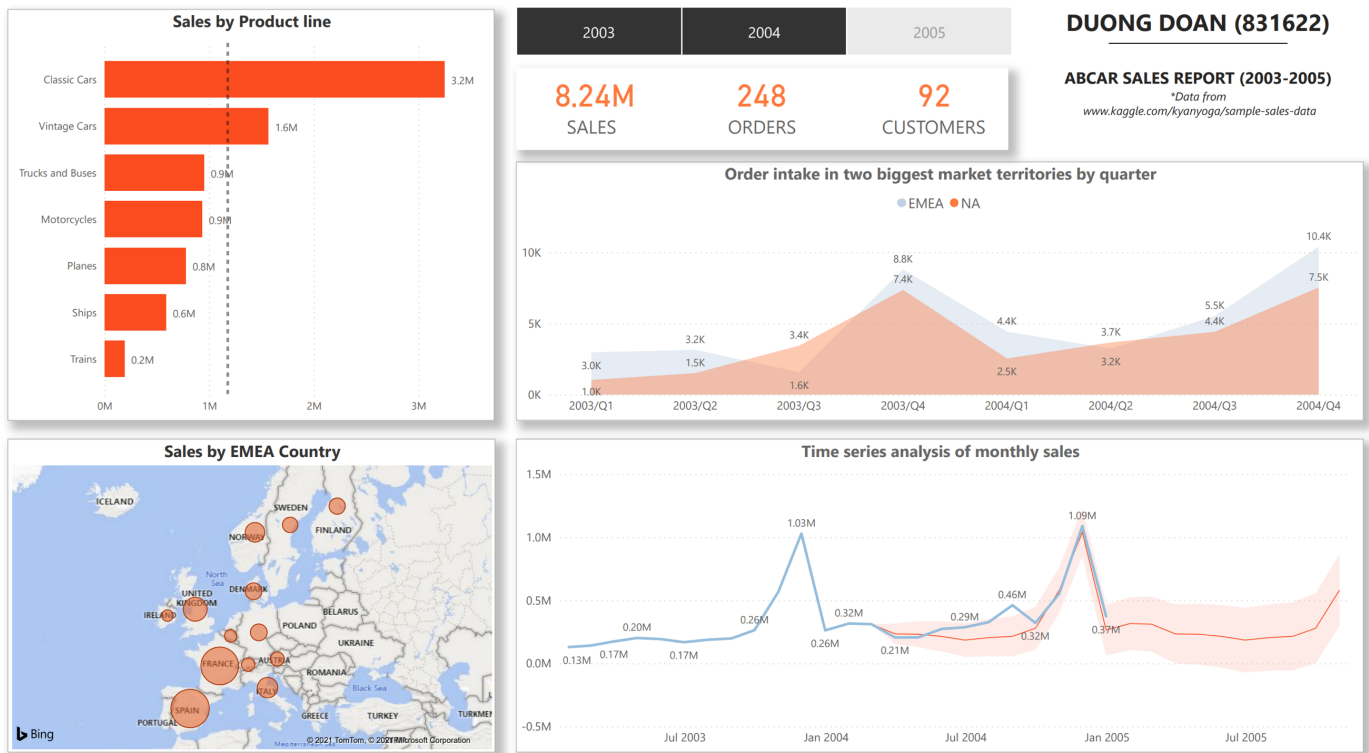 Sales by Product line
Classic Cars
3.2M
Vintage Cars
1.6M
Trucks and Buses
0.9M
Motorcycles
0.9M
Planes
0.8M
Ships
0.6M
Trains
0.2M
0M 1M 2M 3M
2003 2004 2005
8.24M 248 92
SALES ORDERS CUSTOMERS
DUONG DOAN (831622)
ABCAR SALES REPORT (2003-2005)
*Data from
www.kaggle.com/kyanyoga/sample-sales-data
Order intake in two biggest market territories by quarter
EMEA NA
10K
5K
0K
3.0K 1.0K
3.2K 1.5K
3.4K 1.6K
8.8K 7.4K
4.4K 2.5K
3.7K 3.2K
5.5K 4.4K
10.4K 7.5K
2003/Q1 2003/Q2 2003/Q3 2003/Q4 2004/Q1 2004/Q2 2004/Q3 2004/Q4
Sales by EMEA Country
ICELAND
SWEDEN
FINLAND
NORWAY
North
Sea
DENMARK
UNITED
KINGDOM
IRELAND
BELARUS
POLAND
UKRAINE
FRANCE
AUSTRIA
ROMANIA
ITALY
Black Sea
SPAIN
PORTUGAL
GREECE
TURKEY
TURKMEN
Bing
© 2021 TomTom, © 2021 Microsoft Corporation
Time series analysis of monthly sales
1.5M
1.0M
0.5M
0.0M
-0.5M
0.13M 0.17M 0.20M 0.17M 0.26M 1.03M 0.26M 0.32M 0.21M 0.29M 0.46M 0.32M 1.09M 0.37M
Jul 2003 Jan 2004 Jul 2004 Jan 2005 Jul 2005